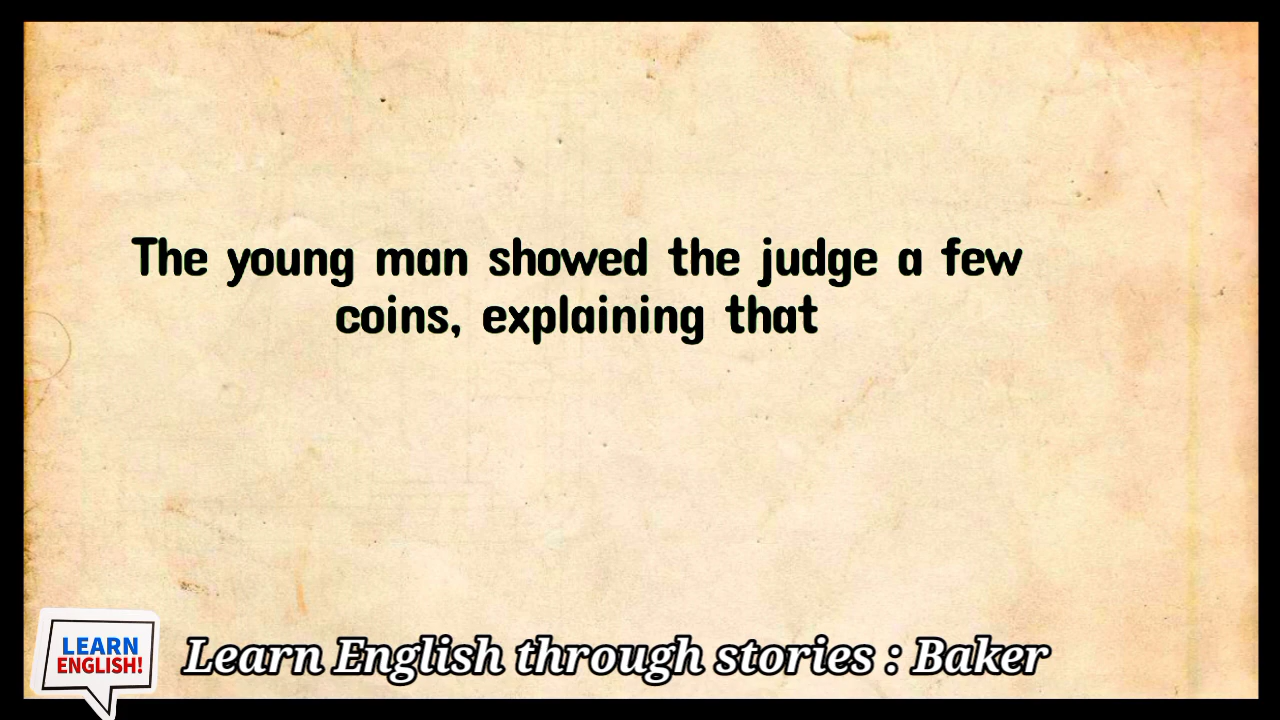 The young man showed the judge a few
coins, explaining that
LEARN
ENGLISH!
Learn English through stories : Baker